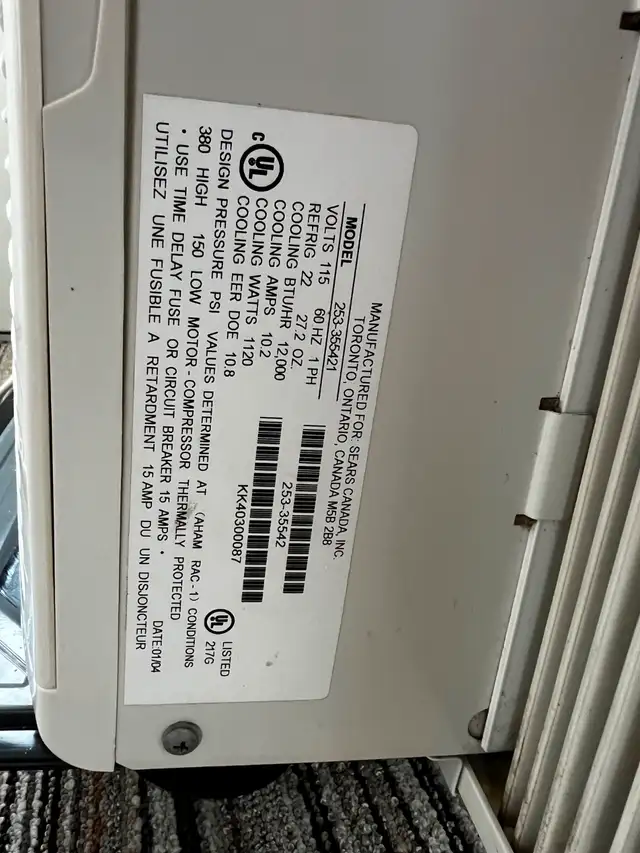 MANUFACTURED FOR: SEARS CANADA, INC.
TORONTO, ONTARIO, CANADA M5B 2B8
MODEL 253-355421
VOLTS 115 60 HZ 1 PH
REFRIG 22 27.2 OZ.
COOLING BTU/HR 12,000
COOLING AMPS 10.2
COOLING WATTS 1120
COOLING EER DOE 10.8
C UL
253-35542
KK40300087
UL LISTED
217G
DESIGN PRESSURE PSI VALUES DETERMINED AT (AHAM RAC-1) CONDITIONS
380 HIGH 150 LOW MOTOR-COMPRESSOR THERMALLY PROTECTED
• USE TIME DELAY FUSE OR CIRCUIT BREAKER 15 AMPS •
UTILISEZ UNE FUSIBLE A RETARDMENT 15 AMP DU UN DISJONCTEUR
DATE:01/04